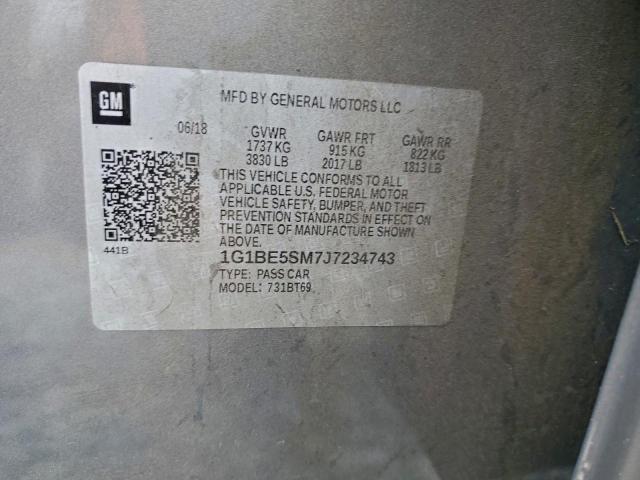 GM
MFD BY GENERAL MOTORS LLC
06/18 GVWR GAWR FRT GAWR RR
1737 KG 915 KG 822 KG
3830 LB 2017 LB 1813 LB
THIS VEHICLE CONFORMS TO ALL
APPLICABLE U.S. FEDERAL MOTOR
VEHICLE SAFETY, BUMPER, AND THEFT
PREVENTION STANDARDS IN EFFECT ON
THE DATE OF MANUFACTURE SHOWN
ABOVE.
441B
1G1BE5SM7J7234743
TYPE: PASS CAR
MODEL: 731BT69